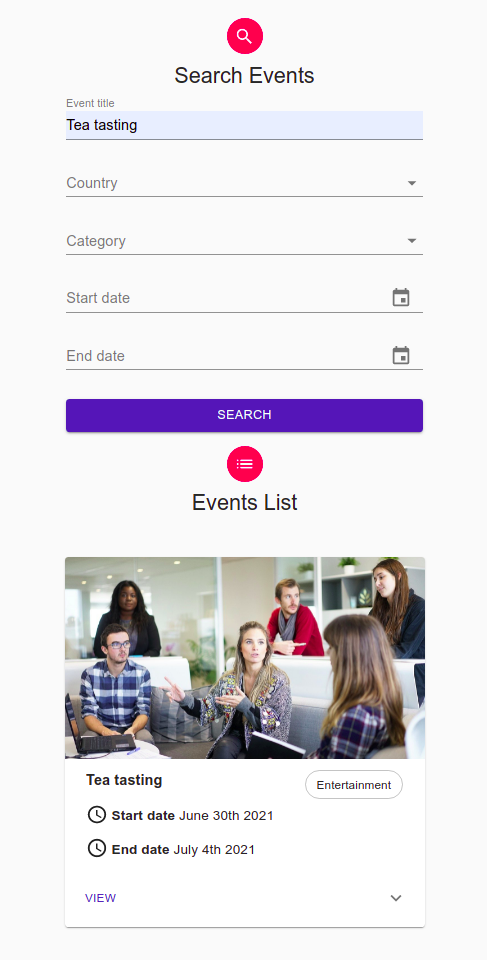 Search Events
Event title
Tea tasting
Country
Category
Start date
End date
SEARCH
Events List
Tea tasting
Entertainment
Start date June 30th 2021
End date July 4th 2021
VIEW